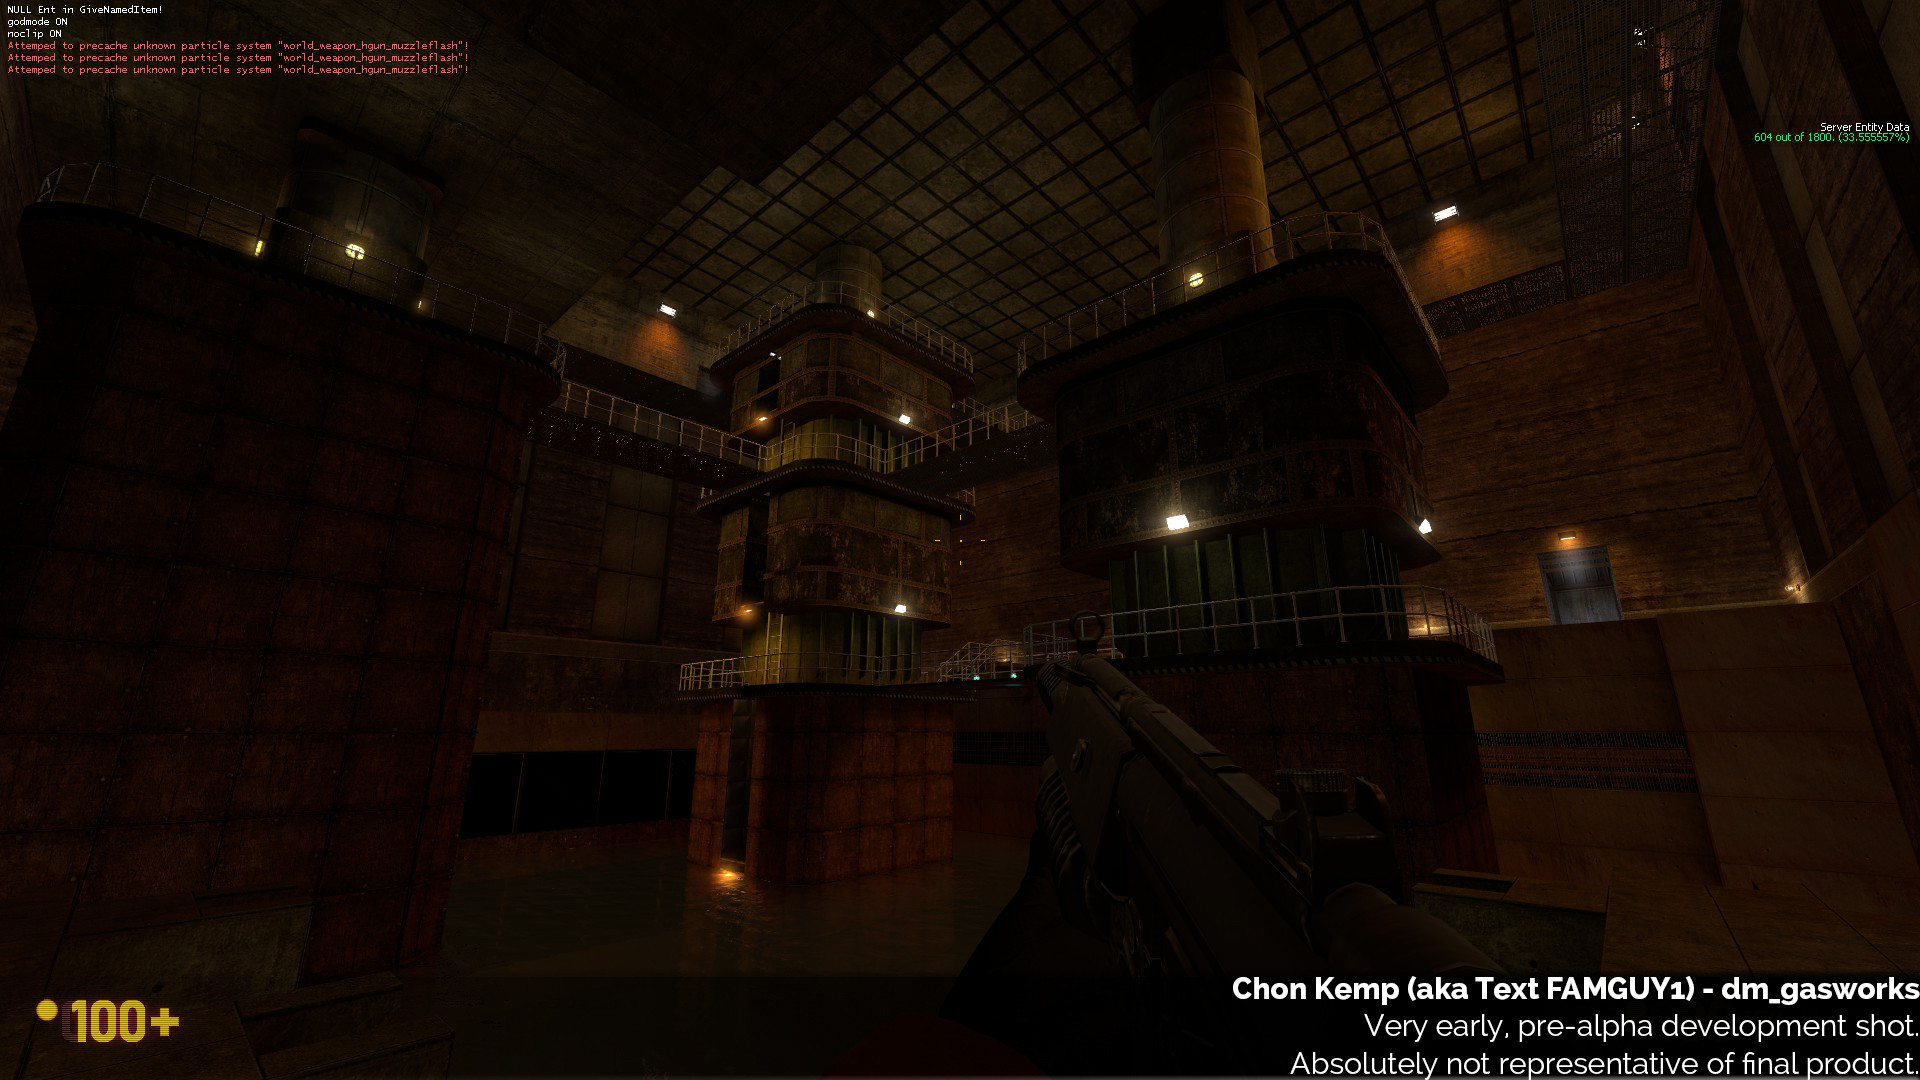 NULL Ent in GiveNamedItem!
godmode ON
noclip ON
Attemped to precache unknown particle system "world_weapon_hgun_muzzleflash"!
Attemped to precache unknown particle system "world_weapon_hgun_muzzleflash"!
Attemped to precache unknown particle system "world_weapon_hgun_muzzleflash"!
Server Entity Data
604 out of 1800. (33.555557%)
100+
Chon Kemp (aka Text FAMGUY1) - dm_gasworks
Very early, pre-alpha development shot.
Absolutely not representative of final product.